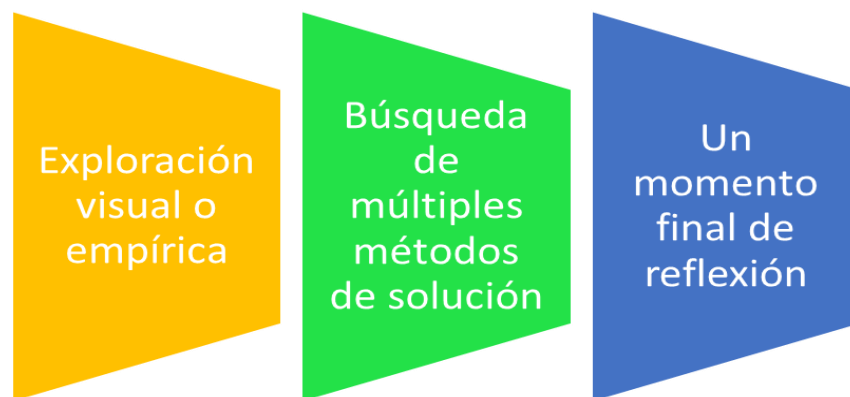 Exploración
visual o
empírica
Búsqueda
de
múltiples
métodos
de solución
Un
momento
final de
reflexión